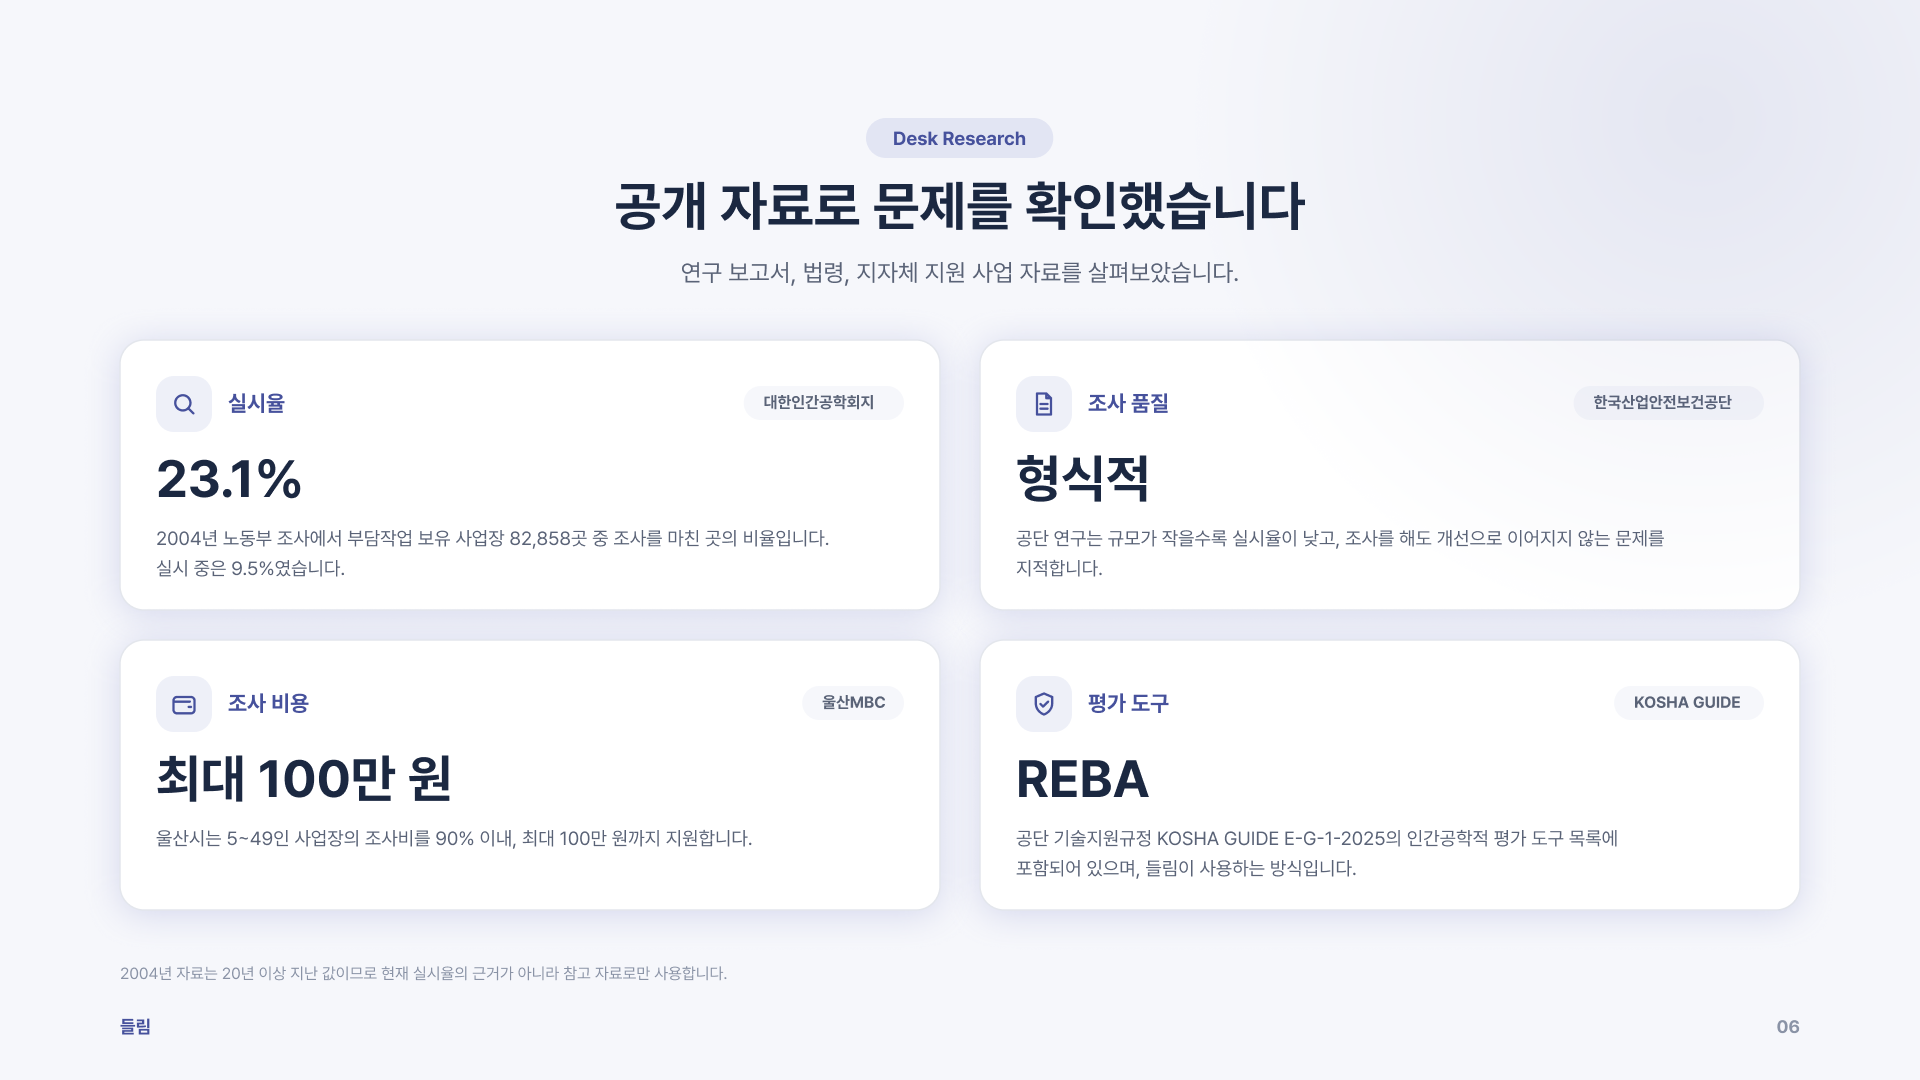 Desk Research
공개 자료로 문제를 확인했습니다
연구 보고서, 법령, 지자체 지원 사업 자료를 살펴보았습니다.
실시율
대한인간공학회지
23.1%
2004년 노동부 조사에서 부담작업 보유 사업장 82,858곳 중 조사를 마친 곳의 비율입니다.
실시 중은 9.5%였습니다.
조사 품질
한국산업안전보건공단
형식적
공단 연구는 규모가 작을수록 실시율이 낮고, 조사를 해도 개선으로 이어지지 않는 문제를
지적합니다.
조사 비용
울산MBC
최대 100만 원
울산시는 5~49인 사업장의 조사비를 90% 이내, 최대 100만 원까지 지원합니다.
평가 도구
KOSHA GUIDE
REBA
공단 기술지원규정 KOSHA GUIDE E-G-1-2025의 인간공학적 평가 도구 목록에
포함되어 있으며, 들림이 사용하는 방식입니다.
2004년 자료는 20년 이상 지난 값이므로 현재 실시율의 근거가 아니라 참고 자료로만 사용합니다.
들림
06